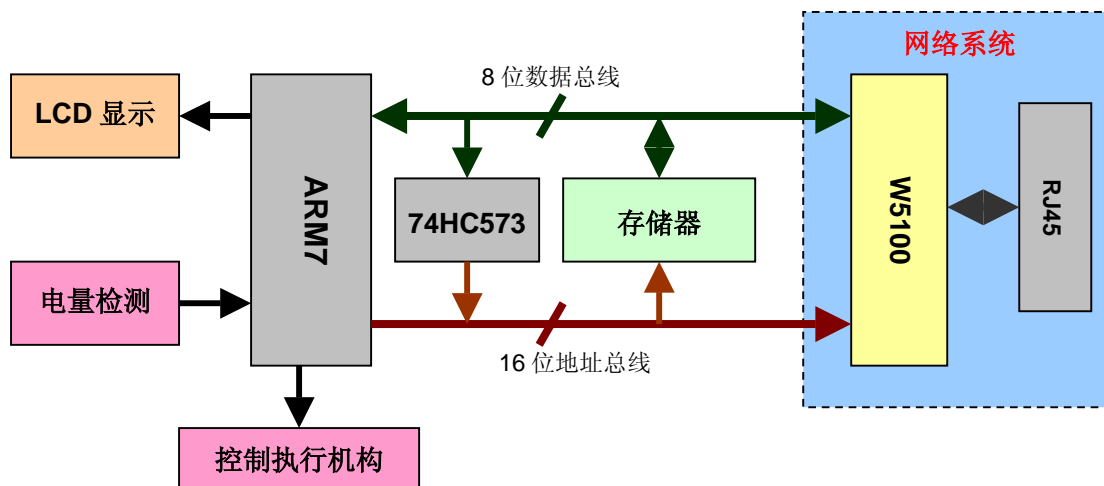 网络系统
8 位数据总线
LCD 显示
ARM7
74HC573
存储器
W5100
RJ45
电量检测
16 位地址总线
控制执行机构